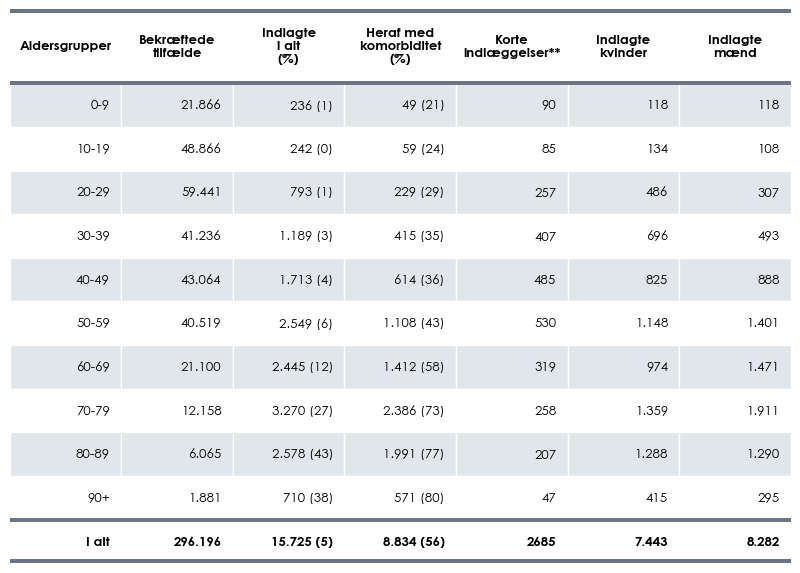 Aldersgrupper Bekræftede tilfælde Indlagte I alt (%) Heraf med komorbiditet (%) Korte indlæggelser** Indlagte kvinder Indlagte mænd
0-9 21.866 236 (1) 49 (21) 90 118 118
10-19 48.866 242 (0) 59 (24) 85 134 108
20-29 59.441 793 (1) 229 (29) 257 486 307
30-39 41.236 1.189 (3) 415 (35) 407 696 493
40-49 43.064 1.713 (4) 614 (36) 485 825 888
50-59 40.519 2.549 (6) 1.108 (43) 530 1.148 1.401
60-69 21.100 2.445 (12) 1.412 (58) 319 974 1.471
70-79 12.158 3.270 (27) 2.386 (73) 258 1.359 1.911
80-89 6.065 2.578 (43) 1.991 (77) 207 1.288 1.290
90+ 1.881 710 (38) 571 (80) 47 415 295
I alt 296.196 15.725 (5) 8.834 (56) 2685 7.443 8.282